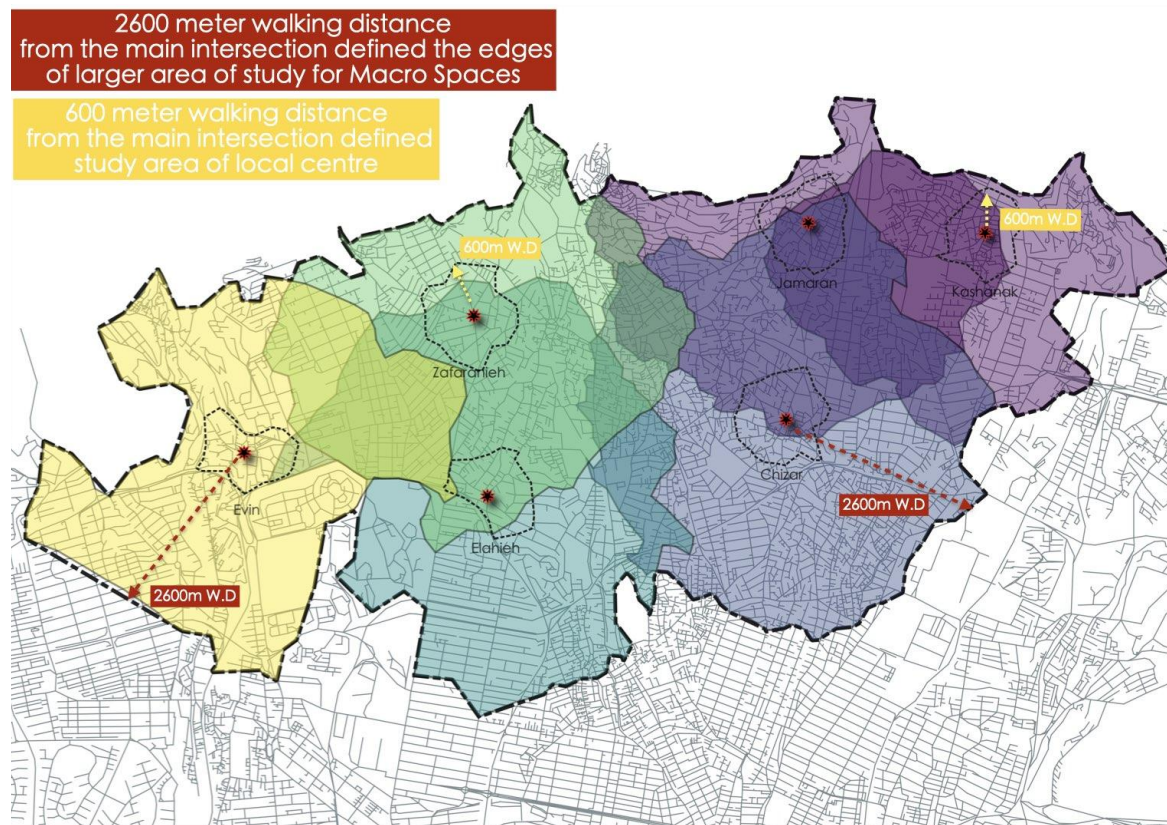 2600 meter walking distance
from the main intersection defined the edges
of larger area of study for Macro Spaces
600 meter walking distance
from the main intersection defined
study area of local centre
600m W.D
600m W.D
Jamaran
Kashanak
Zafaranieh
Chizar
Evin
2600m W.D
Elahieh
2600m W.D